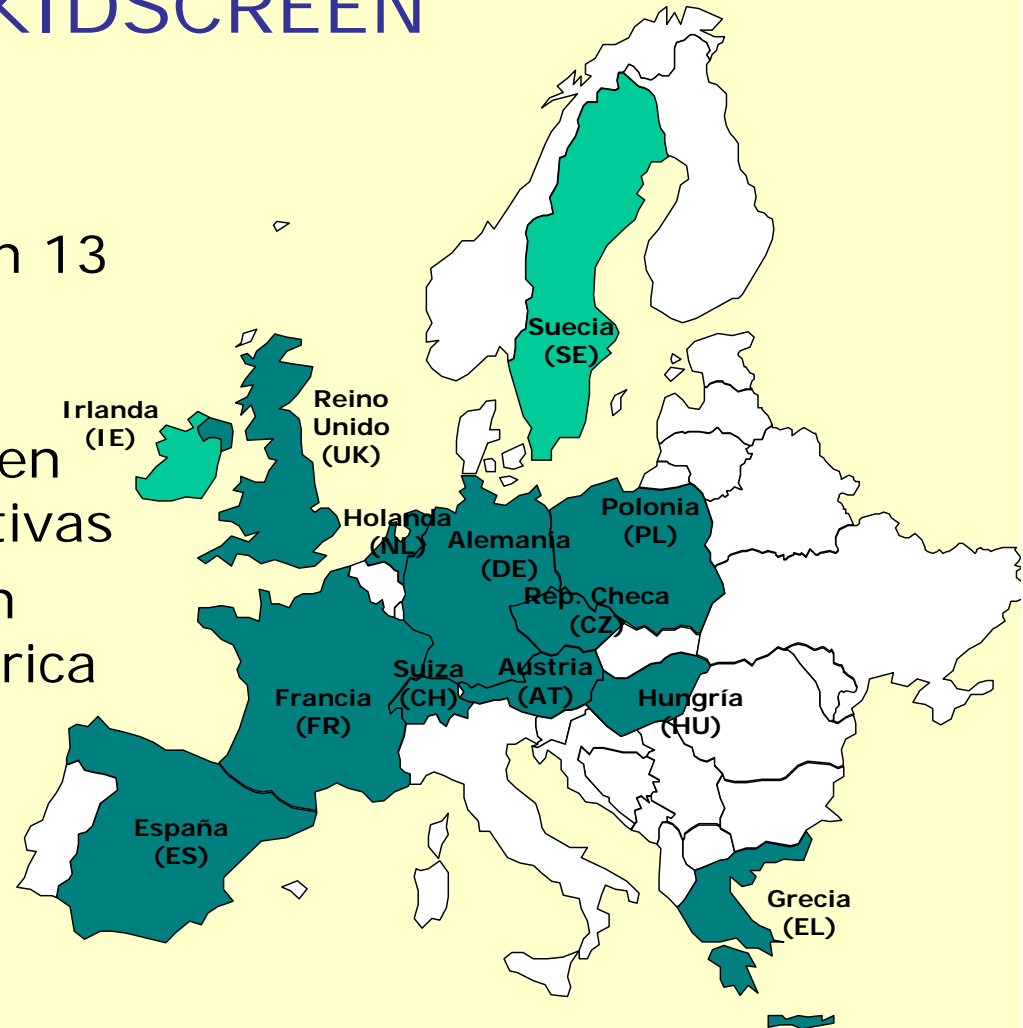 KIDSCREEN
n 13
en
tivas
n
rica
Suecia
(SE)
Irlanda
(IE)
Reino
Unido
(UK)
Holanda
(NL)
Alemania
(DE)
Polonia
(PL)
Rep. Checa
(CZ)
Suiza
(CH)
Austria
(AT)
Francia
(FR)
Hungría
(HU)
España
(ES)
Grecia
(EL)